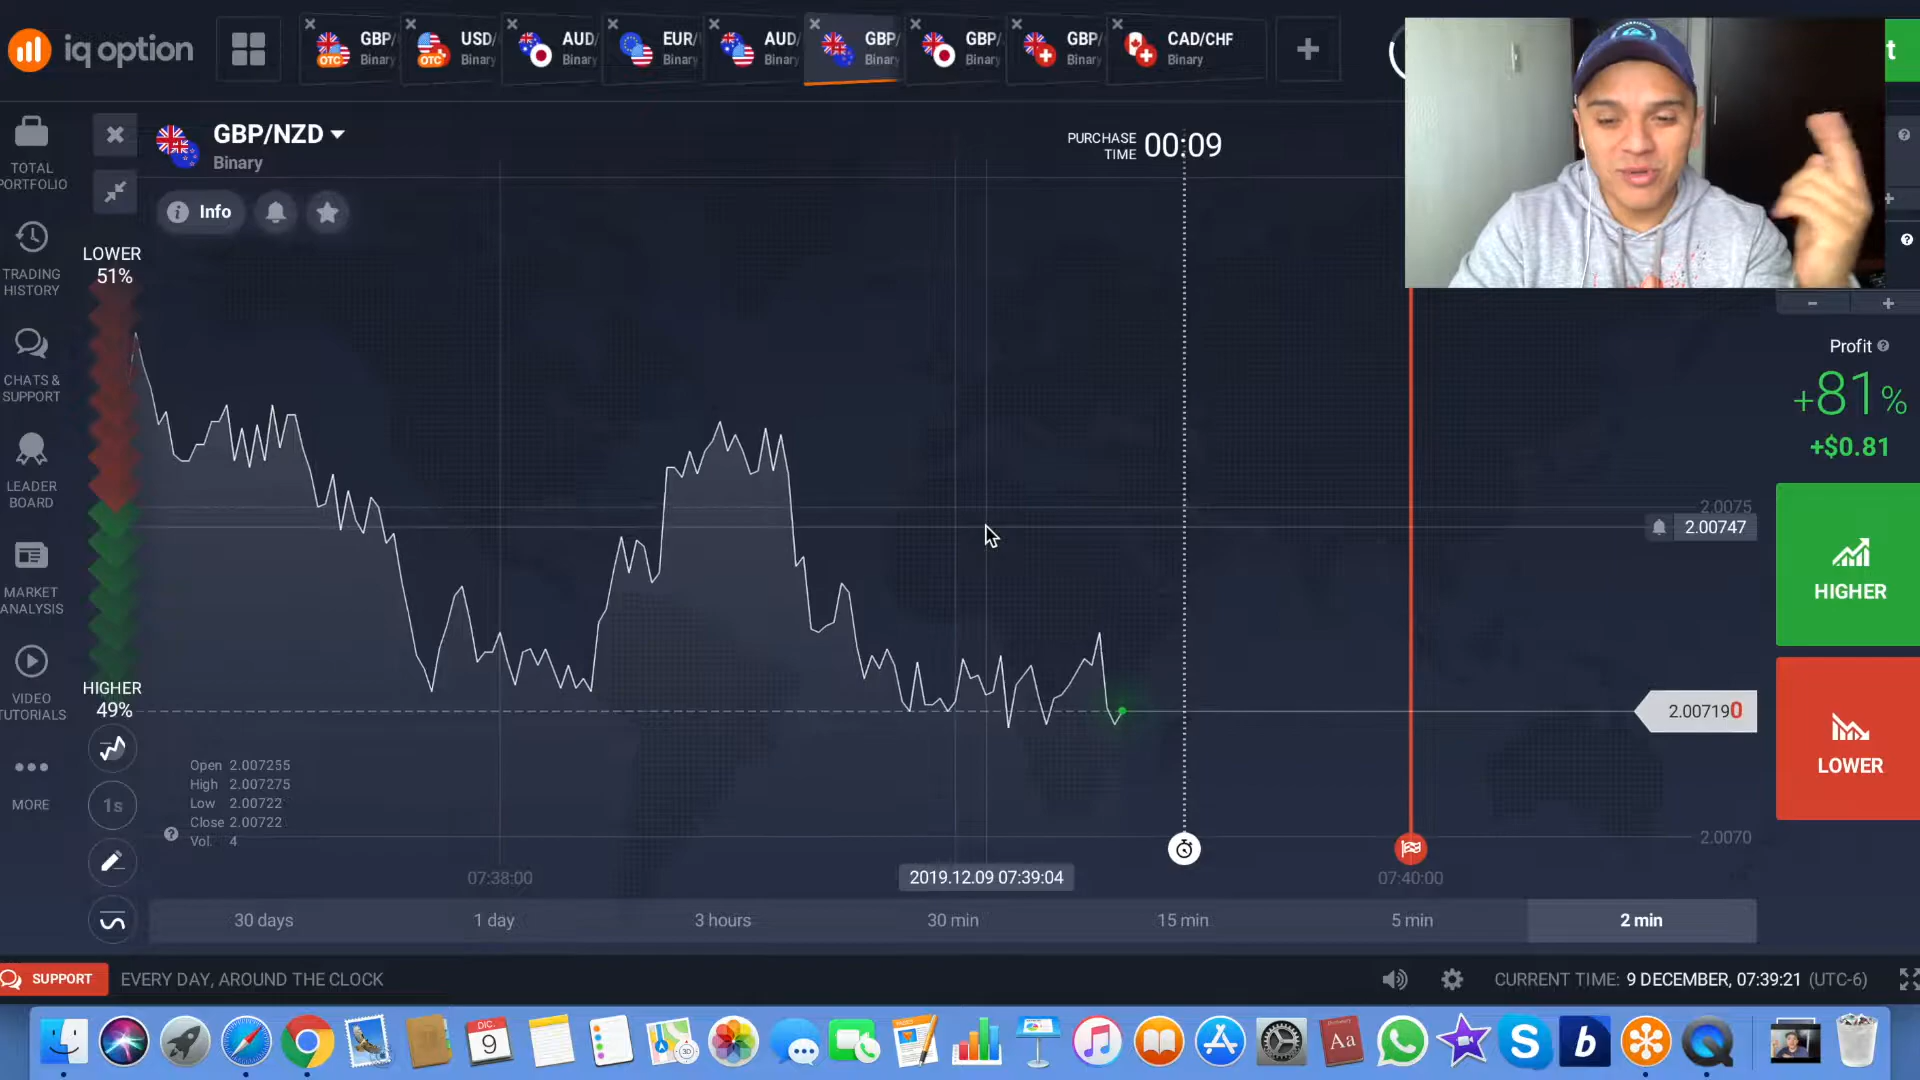 iq option
GBP/
Binary
OTC
USD/
Binary
OTC
AUD/
Binary
EUR/
Binary
AUD/
Binary
GBP/
Binary
GBP/
Binary
GBP/
Binary
CAD/CHF
Binary
t
TOTAL
PORTFOLIO
TRADING
HISTORY
CHATS &
SUPPORT
LEADER
BOARD
MARKET
ANALYSIS
VIDEO
TUTORIALS
MORE
GBP/NZD
Binary
Info
PURCHASE
TIME
00:09
LOWER
51%
HIGHER
49%
1s
Open 2.007255
High 2.007275
Low 2.00722
Close 2.00722
Vol. 4
2.0075
2.00747
2.007190
2.0070
07:38:00
2019.12.09 07:39:04
07:40:00
30 days
1 day
3 hours
30 min
15 min
5 min
2 min
Profit
+81%
+$0.81
HIGHER
LOWER
SUPPORT
EVERY DAY, AROUND THE CLOCK
CURRENT TIME: 9 DECEMBER, 07:39:21 (UTC-6)
DIC.
9
3D
Aa
S
b